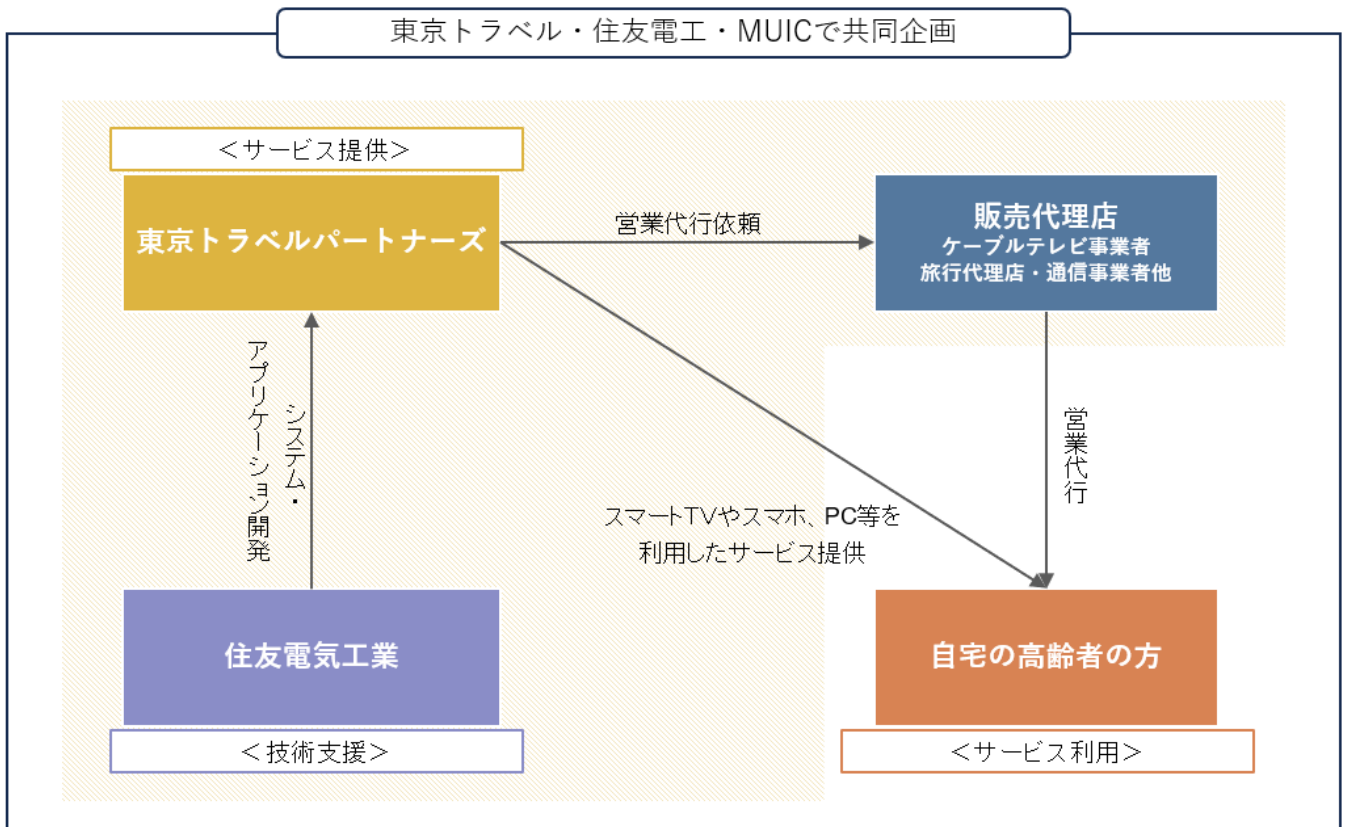 東京トラベル・住友電工・MUICで共同企画
＜サービス提供＞
東京トラベルパートナーズ
営業代行依頼
販売代理店
ケーブルテレビ事業者
旅行代理店・通信事業者他
システム・
アプリケーション開発
営業代行
スマートTVやスマホ、PC等を
利用したサービス提供
住友電気工業
＜技術支援＞
自宅の高齢者の方
＜サービス利用＞